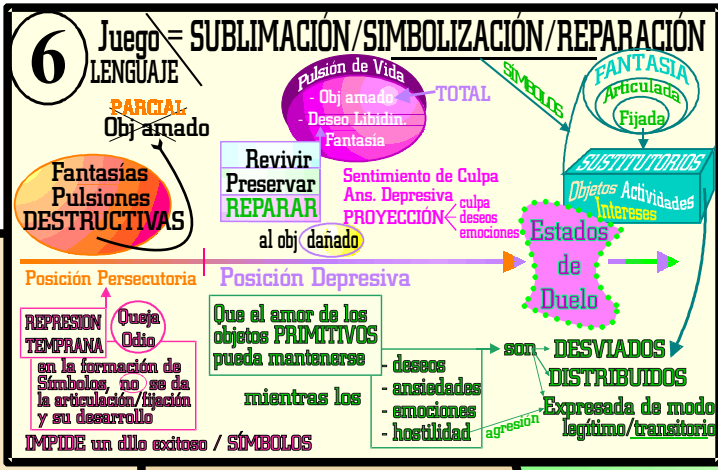 6
Juego = SUBLIMACIÓN/SIMBOLIZACIÓN/REPARACIÓN
LENGUAJE
PARCIAL
Obj amado
Fantasías
Pulsiones
DESTRUCTIVAS
Pulsión de Vida
- Obj amado
- Deseo Libidin.
Fantasía
TOTAL
SÍMBOLOS
FANTASIA
Articulada
Fijada
SUSTITUTORIOS
Objetos Actividades
Intereses
Revivir
Preservar
REPARAR
al obj dañado
Sentimiento de Culpa
Ans. Depresiva
PROYECCIÓN
culpa
deseos
emociones
Estados
de
Duelo
Posición Persecutoria
Posición Depresiva
REPRESION
TEMPRANA
Queja
Odio
en la formación de
Símbolos, no se da
la articulación/fijación
y su desarrollo
IMPIDE un dllo exitoso / SÍMBOLOS
Que el amor de los
objetos PRIMITIVOS
pueda mantenerse
mientras los
- deseos
- ansiedades
- emociones
- hostilidad
agresión
son
DESVIADOS
DISTRIBUIDOS
Expresada de modo
legítimo/transitorio